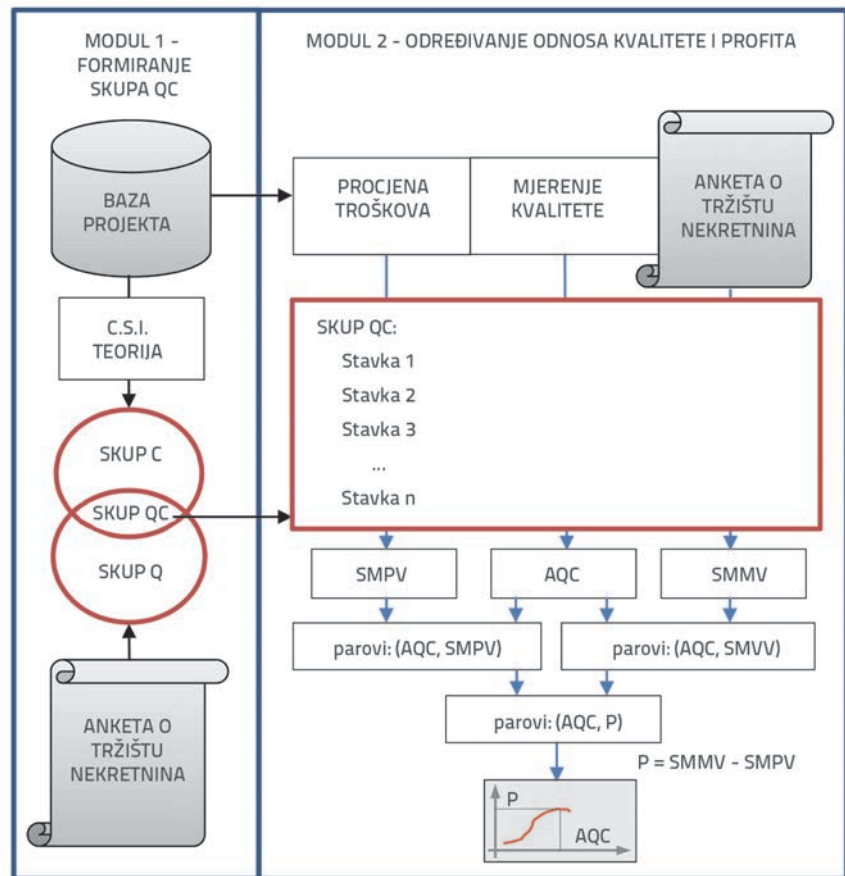 MODUL 1 -
FORMIRANJE
SKUPA QC
BAZA
PROJEKTA
C.S.I.
TEORIJA
SKUP C
SKUP QC
SKUP Q
ANKETA O
TRŽIŠTU
NEKRETNINA
MODUL 2 - ODREĐIVANJE ODNOSA KVALITETE I PROFITA
PROCJENA
TROŠKOVA
MJERENJE
KVALITETE
ANKETA O
TRŽIŠTU
NEKRETNINA
SKUP QC:
Stavka 1
Stavka 2
Stavka 3
...
Stavka n
SMPV
AQC
SMMV
parovi: (AQC, SMPV)
parovi: (AQC, SMVV)
parovi: (AQC, P)
P = SMMV - SMPV
P
AQC